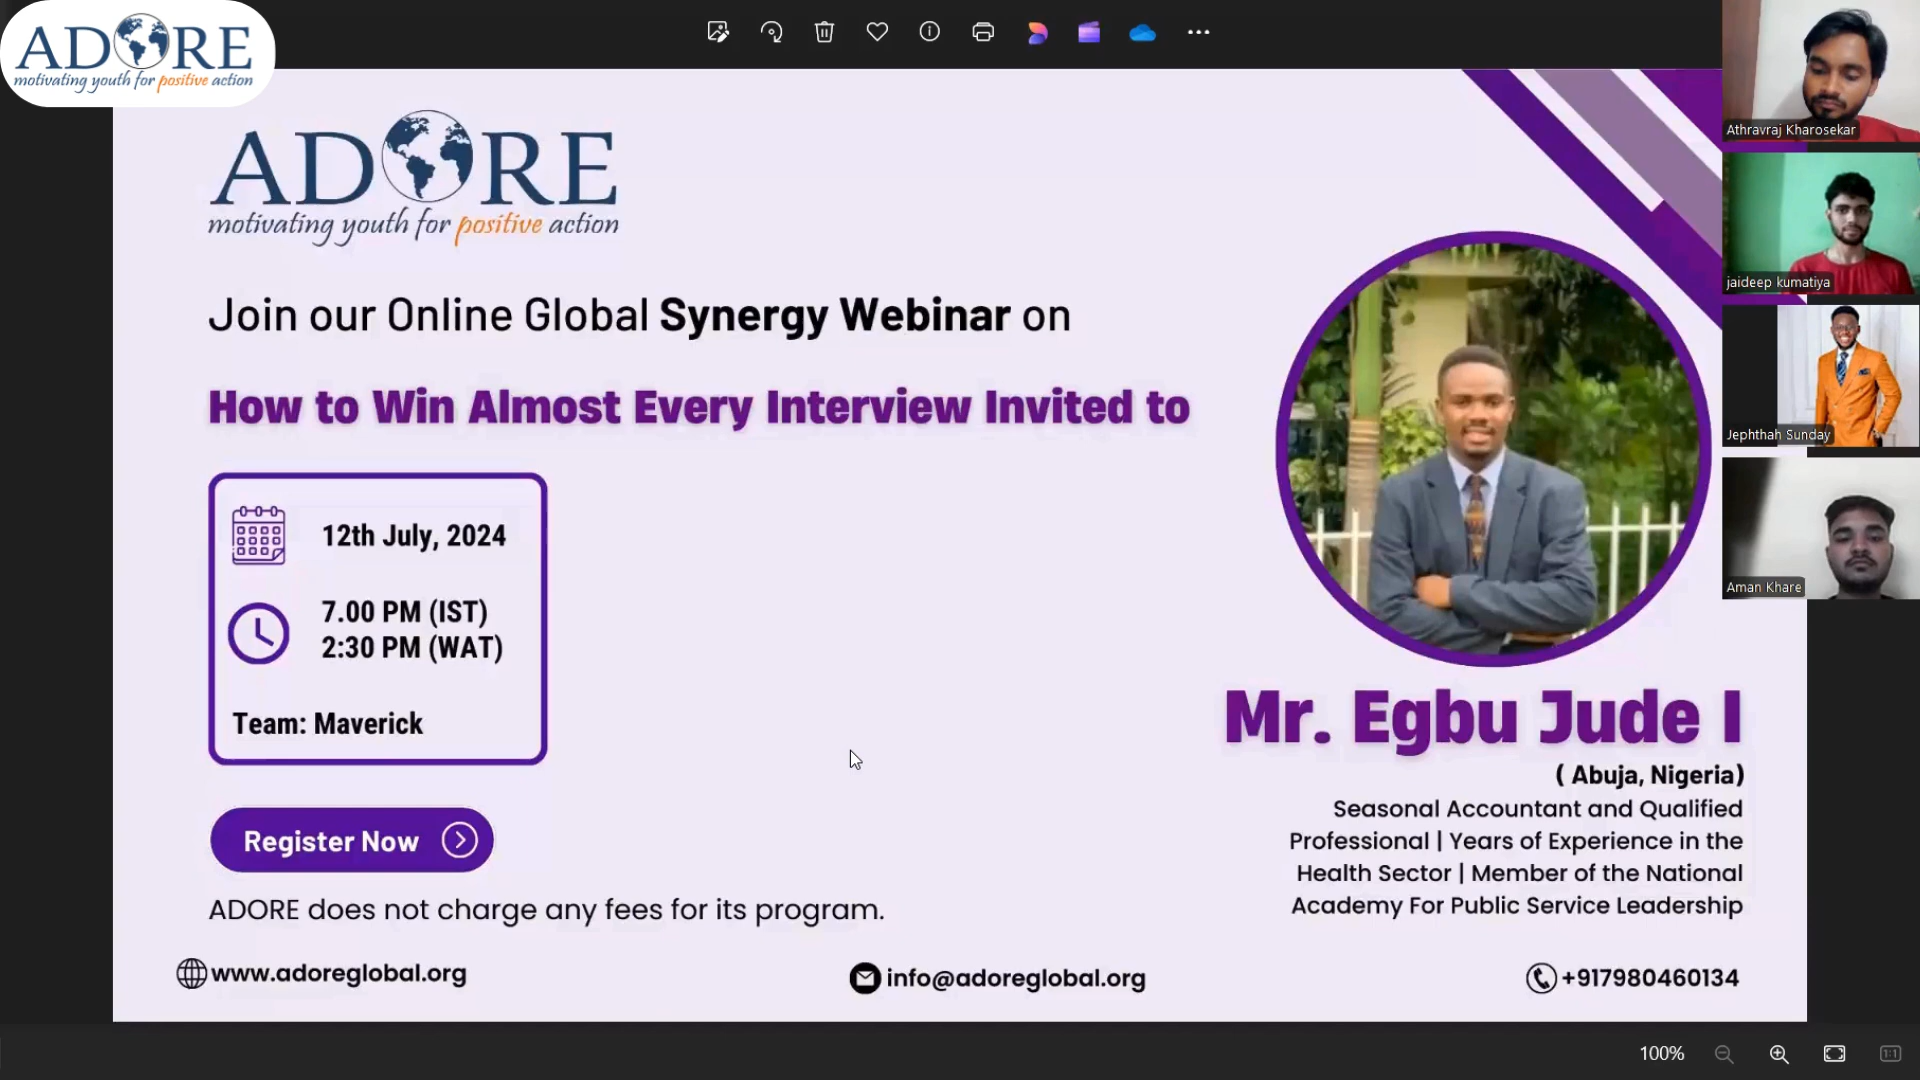 ADORE
motivating youth for positive action
ADORE
motivating youth for positive action
Join our Online Global Synergy Webinar on
How to Win Almost Every Interview Invited to
12th July, 2024
7.00 PM (IST)
2:30 PM (WAT)
Team: Maverick
Register Now
ADORE does not charge any fees for its program.
www.adoreglobal.org
info@adoreglobal.org
+917980460134
Mr. Egbu Jude I
( Abuja, Nigeria)
Seasonal Accountant and Qualified
Professional | Years of Experience in the
Health Sector | Member of the National
Academy For Public Service Leadership
Athravraj Kharosekar
jaideep kumatiya
Jephthah Sunday
Aman Khare
100%
1:1